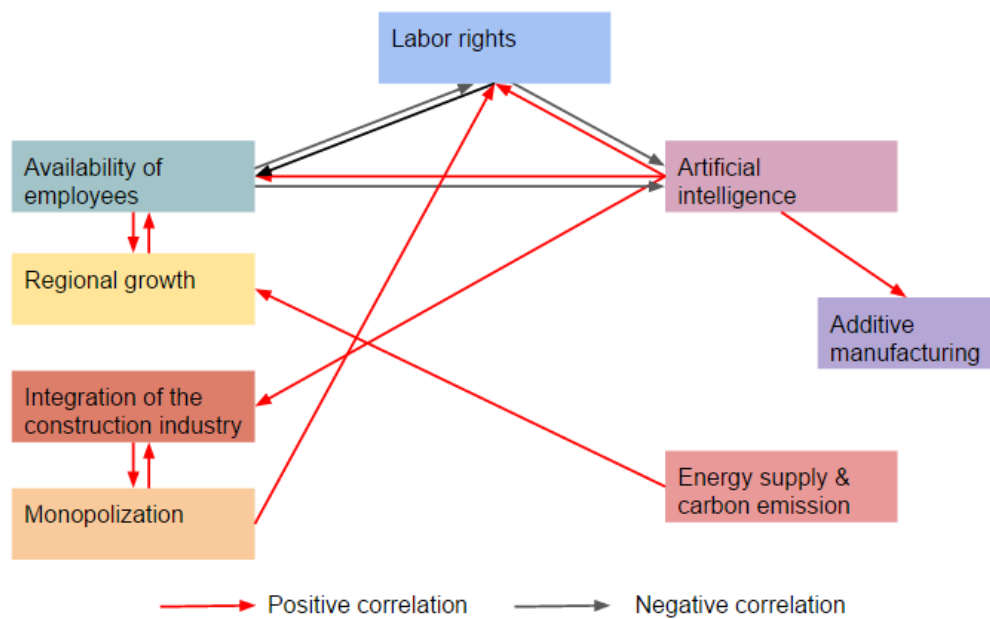 Labor rights
Availability of
employees
Artificial
intelligence
Regional growth
Additive
manufacturing
Integration of the
construction industry
Energy supply &
carbon emission
Monopolization
Positive correlation
Negative correlation